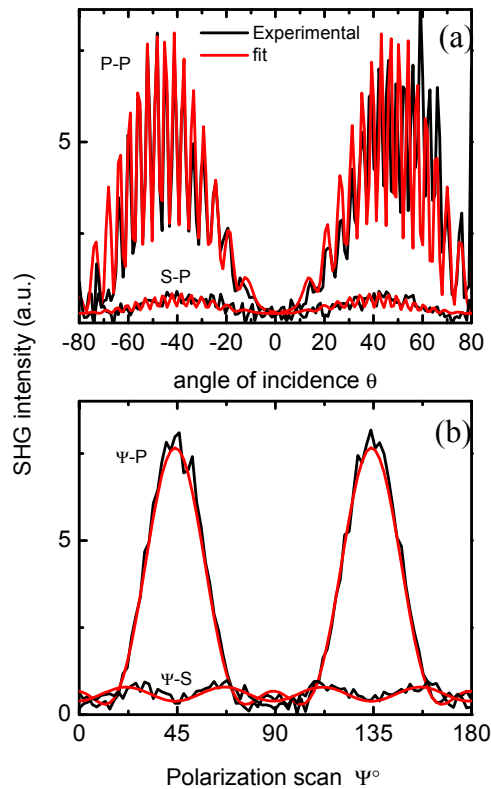 Experimental
fit
(a)
P-P
5
S-P
-80 -60 -40 -20 0 20 40 60 80
angle of incidence θ
SHG intensity (a.u.)
(b)
Ψ-P
5
Ψ-S
0
0 45 90 135 180
Polarization scan Ψ°